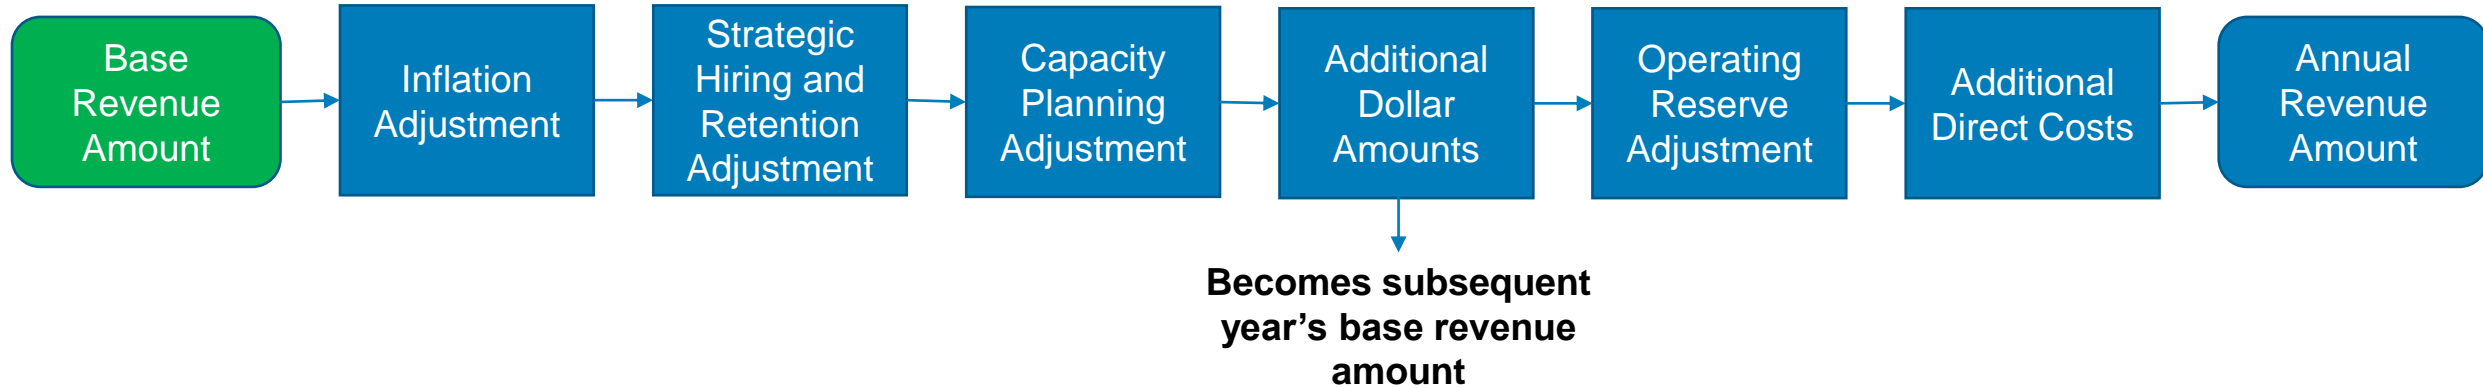 Base
Revenue
Amount
Inflation
Adjustment
Strategic
Hiring and
Retention
Adjustment
Capacity
Planning
Adjustment
Additional
Dollar
Amounts
Operating
Reserve
Adjustment
Additional
Direct Costs
Annual
Revenue
Amount
Becomes subsequent
year’s base revenue
amount